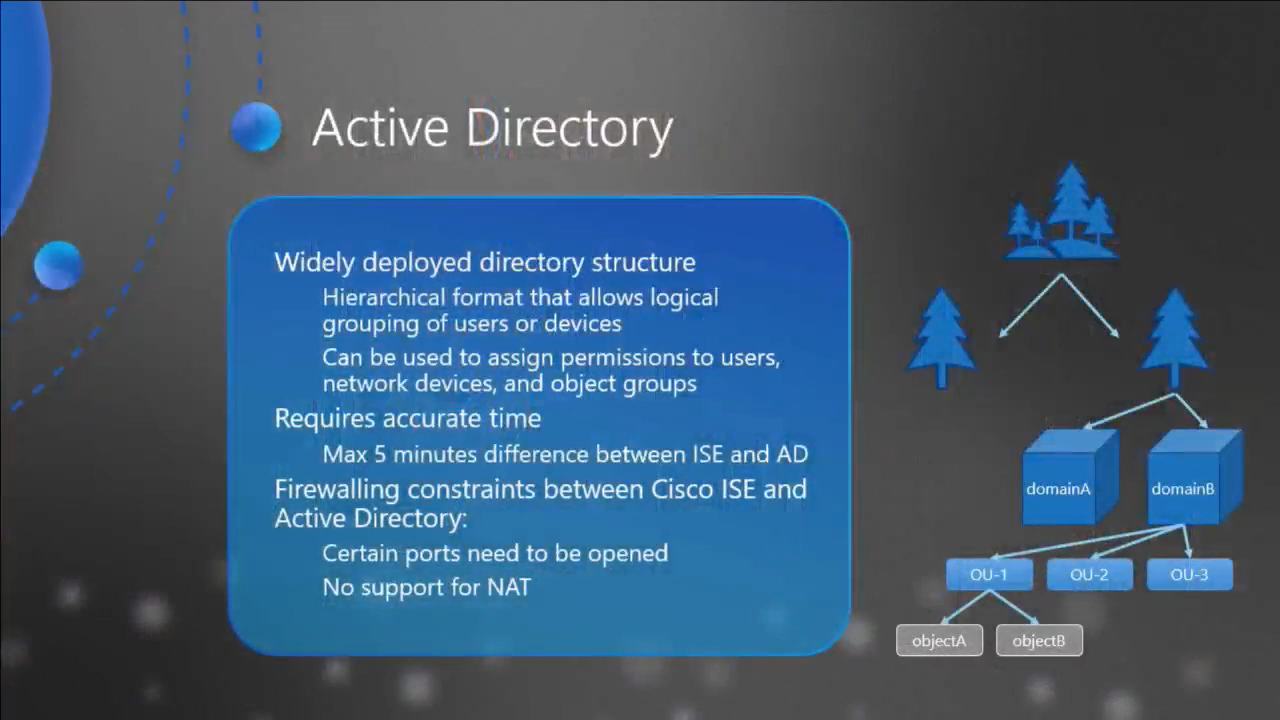 Active Directory
Widely deployed directory structure
Hierarchical format that allows logical
grouping of users or devices
Can be used to assign permissions to users,
network devices, and object groups
Requires accurate time
Max 5 minutes difference between ISE and AD
Firewalling constraints between Cisco ISE and
Active Directory:
Certain ports need to be opened
No support for NAT
domainA
domainB
OU-1
OU-2
OU-3
objectA
objectB